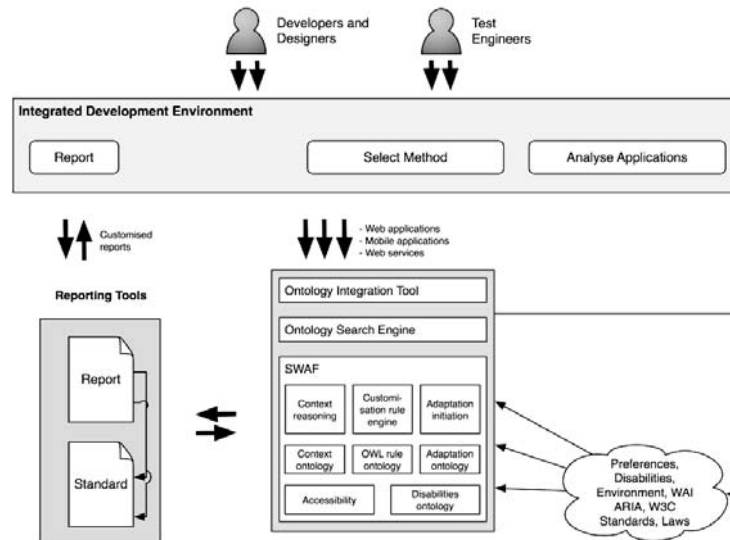 Developers and
Designers
Test
Engineers
Integrated Development Environment
Report
Select Method
Analyse Applications
Customised
reports
- Web applications
- Mobile applications
- Web services
Reporting Tools
Report
Standard
Ontology Integration Tool
Ontology Search Engine
SWAF
Context
reasoning
Customi-
sation rule
engine
Adaptation
initiation
Context
ontology
OWL rule
ontology
Adaptation
ontology
Accessibility
Disabilities
ontology
Preferences,
Disabilities,
Environment, WAI
ARIA, W3C
Standards, Laws